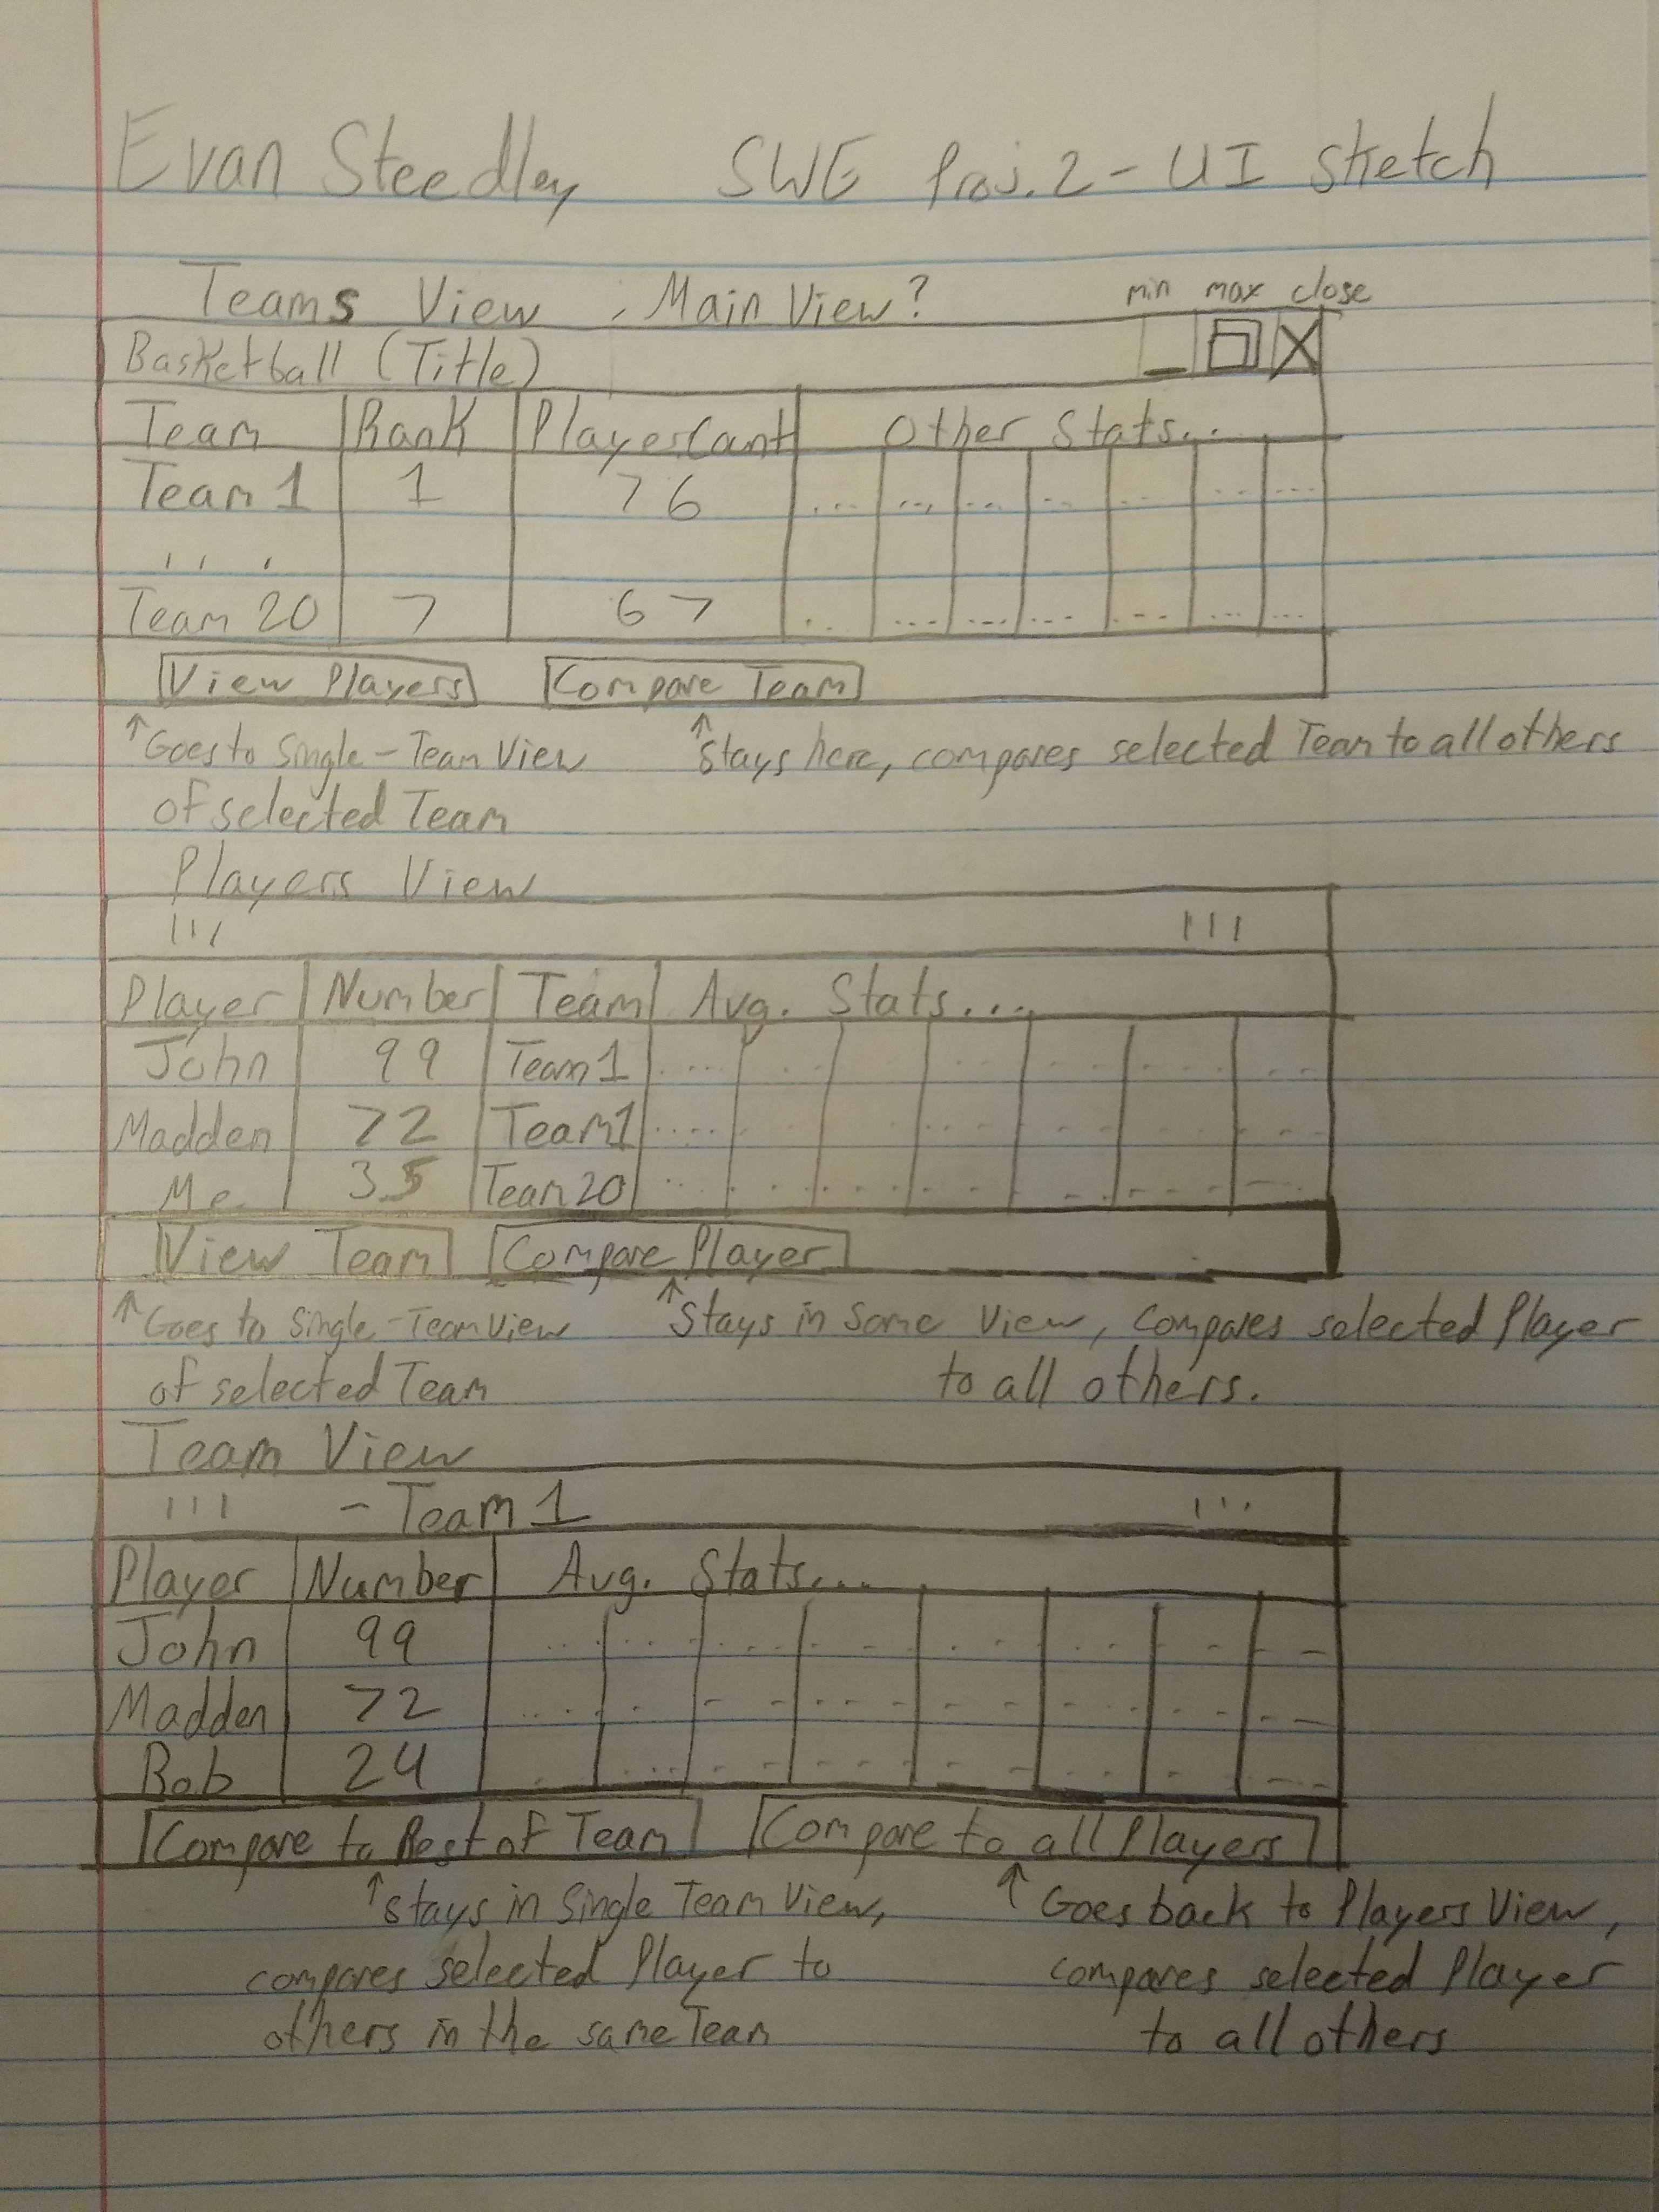 Evan Steedley SWE Proj. 2 - UI Sketch
Teams View , Main View? min max close
Basketball (Title)
Team Rank PlayerCount Other Stats...
Team 1 1 76 ... ... ... ... ... ... ...
...
Team 20 7 67 ... ... ... ... ... ... ...
View Players Compare Team
↑Goes to Single-Team View ↑Stays here, compares selected Team to all others
of selected Team
Players View
Player Number Team Avg. Stats....
John 99 Team 1
Madden 72 Team 1
Me 35 Team 20
View Team Compare Player
↑Goes to Single-Team View ↑Stays in Same View, compares selected Player
of selected Team to all others.
Team View
- Team 1
Player Number Avg. Stats....
John 99
Madden 72
Bob 24
Compare to Rest of Team Compare to all Players
↑Stays in Single Team View, ↑ Goes back to Players View,
compares selected Player to compares selected Player
others in the same Team to all others